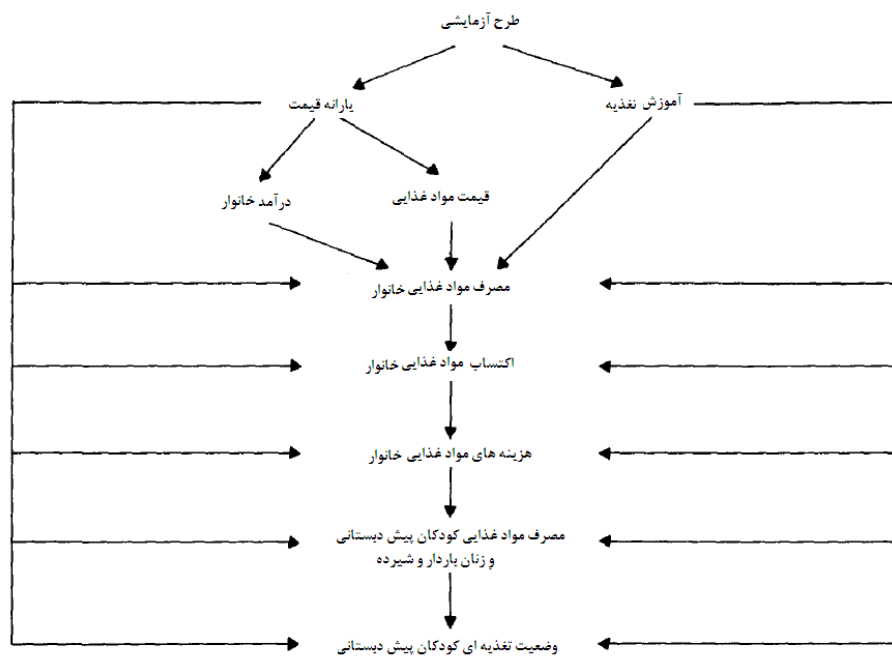 طرح آزمایشی
یارانه قیمت
آموزش تغذیه
درآمد خانوار
قیمت مواد غذایی
مصرف مواد غذایی خانوار
اکتساب مواد غذایی خانوار
هزینه های مواد غذایی خانوار
مصرف مواد غذایی کودکان پیش دبستانی
و زنان باردار و شیرده
وضعیت تغذیه ای کودکان پیش دبستانی